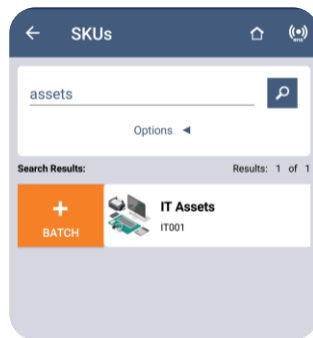 SKUs
assets
Options
Search Results: Results: 1 of 1
+
BATCH
IT Assets
IT001